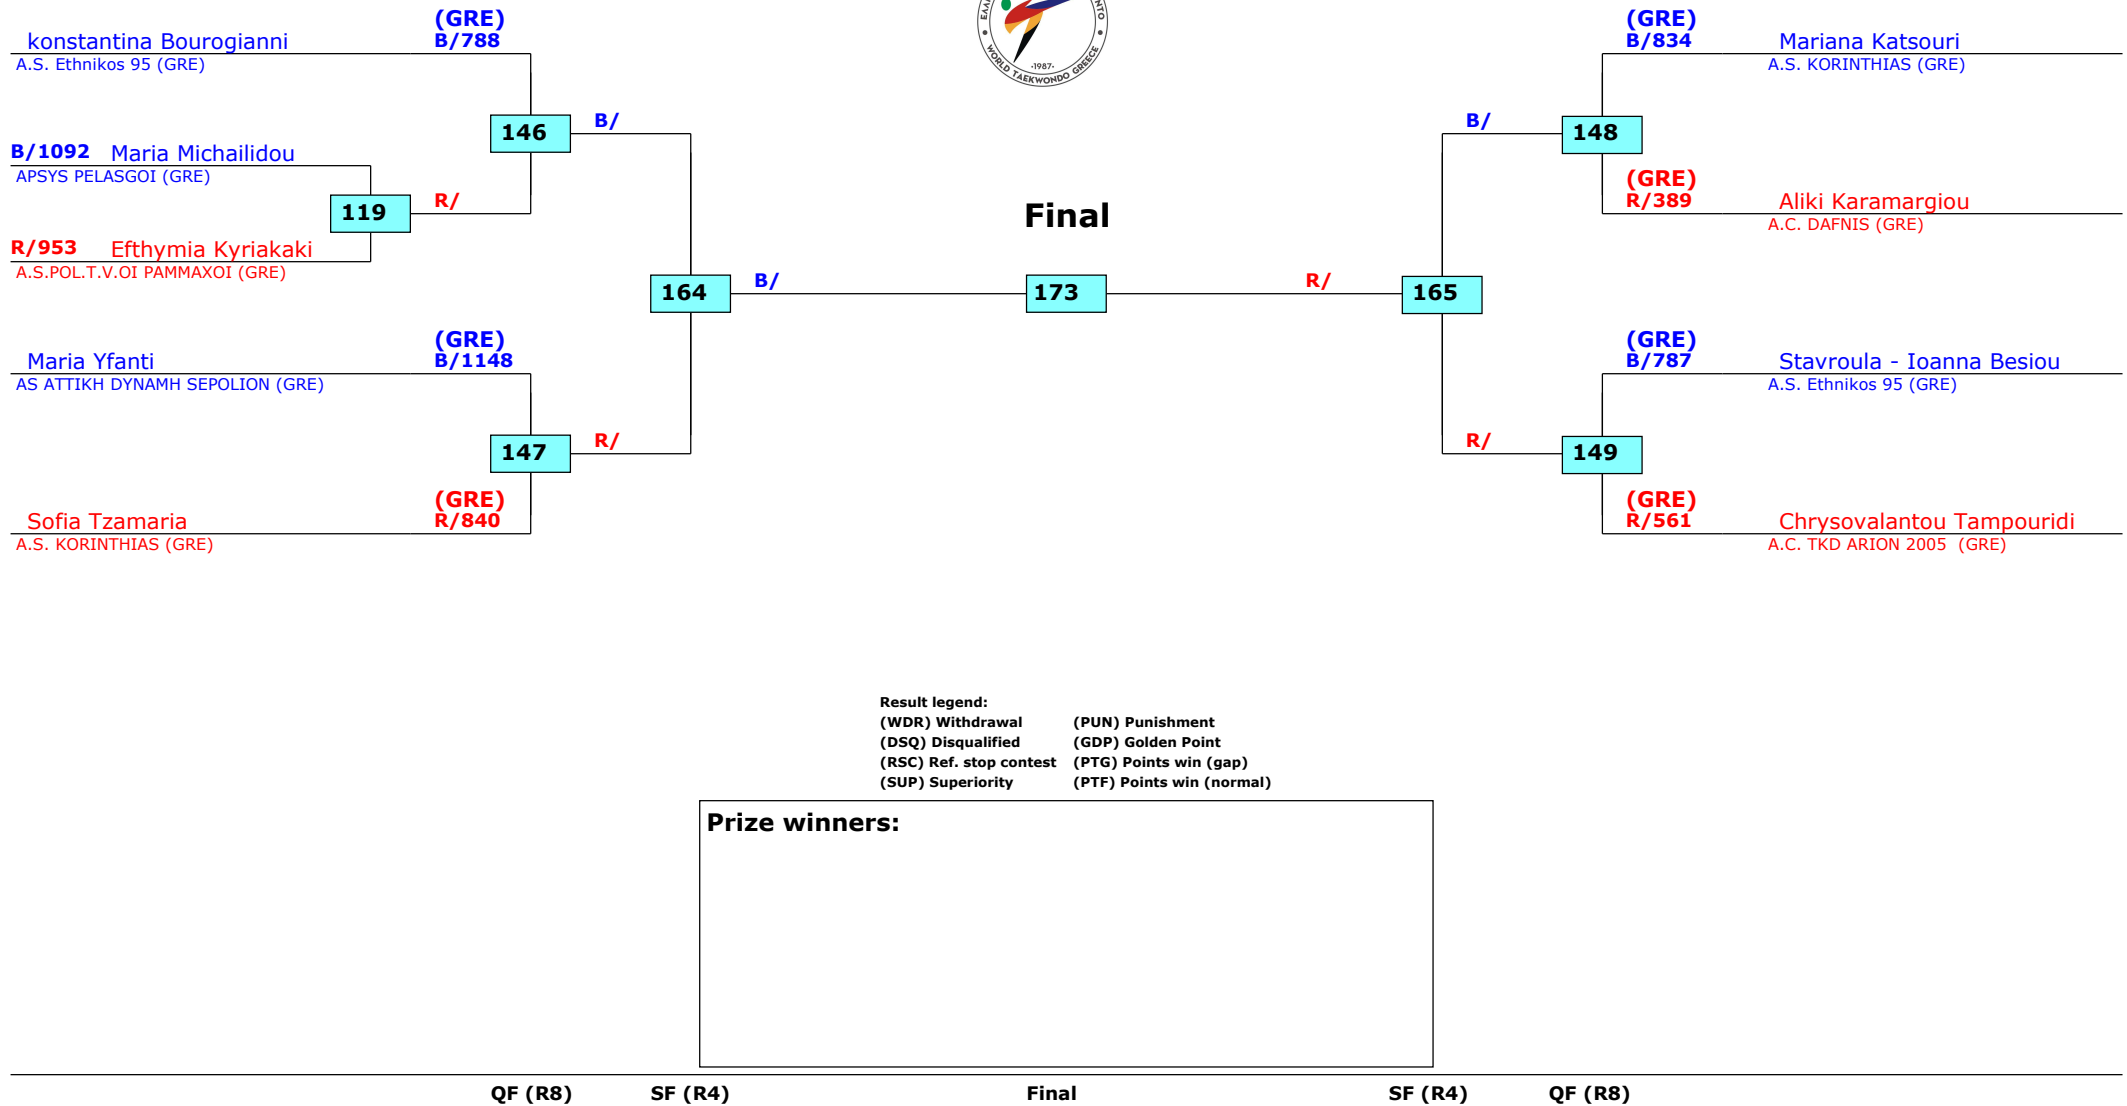 (GRE)
konstantina Bourogianni B/788
A.S. Ethnikos 95 (GRE)
146
B/
B/1092 Maria Michailidou
APSYS PELASGOI (GRE)
119
R/
R/953 Efthymia Kyriakaki
A.S.POL.T.V.OI PAMMAXOI (GRE)
164
B/
(GRE)
Maria Yfanti B/1148
AS ATTIKH DYNAMH SEPOLION (GRE)
147
R/
(GRE)
Sofia Tzamaria R/840
A.S. KORINTHIAS (GRE)
·1987·
WORLD TAEKWONDO GREECE
Final
173
(GRE)
B/834 Mariana Katsouri
A.S. KORINTHIAS (GRE)
B/
148
(GRE)
R/389 Aliki Karamargiou
A.C. DAFNIS (GRE)
R/
165
(GRE)
B/787 Stavroula - Ioanna Besiou
A.S. Ethnikos 95 (GRE)
R/
149
(GRE)
R/561 Chrysovalantou Tampouridi
A.C. TKD ARION 2005 (GRE)
Result legend:
(WDR) Withdrawal (PUN) Punishment
(DSQ) Disqualified (GDP) Golden Point
(RSC) Ref. stop contest (PTG) Points win (gap)
(SUP) Superiority (PTF) Points win (normal)
Prize winners:
QF (R8) SF (R4) Final SF (R4) QF (R8)